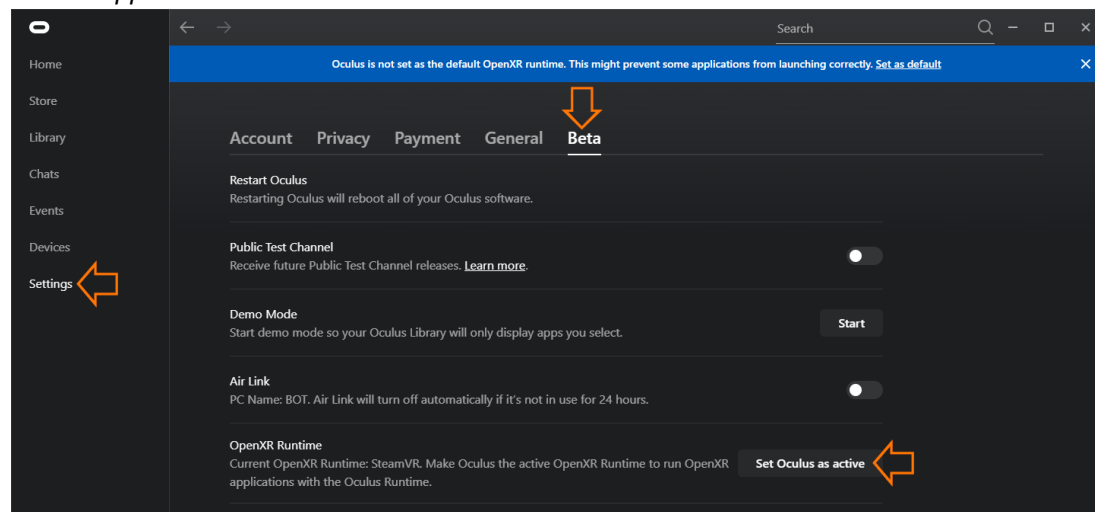 Search
Home
Oculus is not set as the default OpenXR runtime. This might prevent some applications from launching correctly. Set as default
Store
Library
Account Privacy Payment General Beta
Chats
Restart Oculus
Restarting Oculus will reboot all of your Oculus software.
Events
Devices
Public Test Channel
Receive future Public Test Channel releases. Learn more.
Settings
Demo Mode
Start demo mode so your Oculus Library will only display apps you select.
Start
Air Link
PC Name: BOT. Air Link will turn off automatically if it's not in use for 24 hours.
OpenXR Runtime
Current OpenXR Runtime: SteamVR. Make Oculus the active OpenXR Runtime to run OpenXR
applications with the Oculus Runtime.
Set Oculus as active